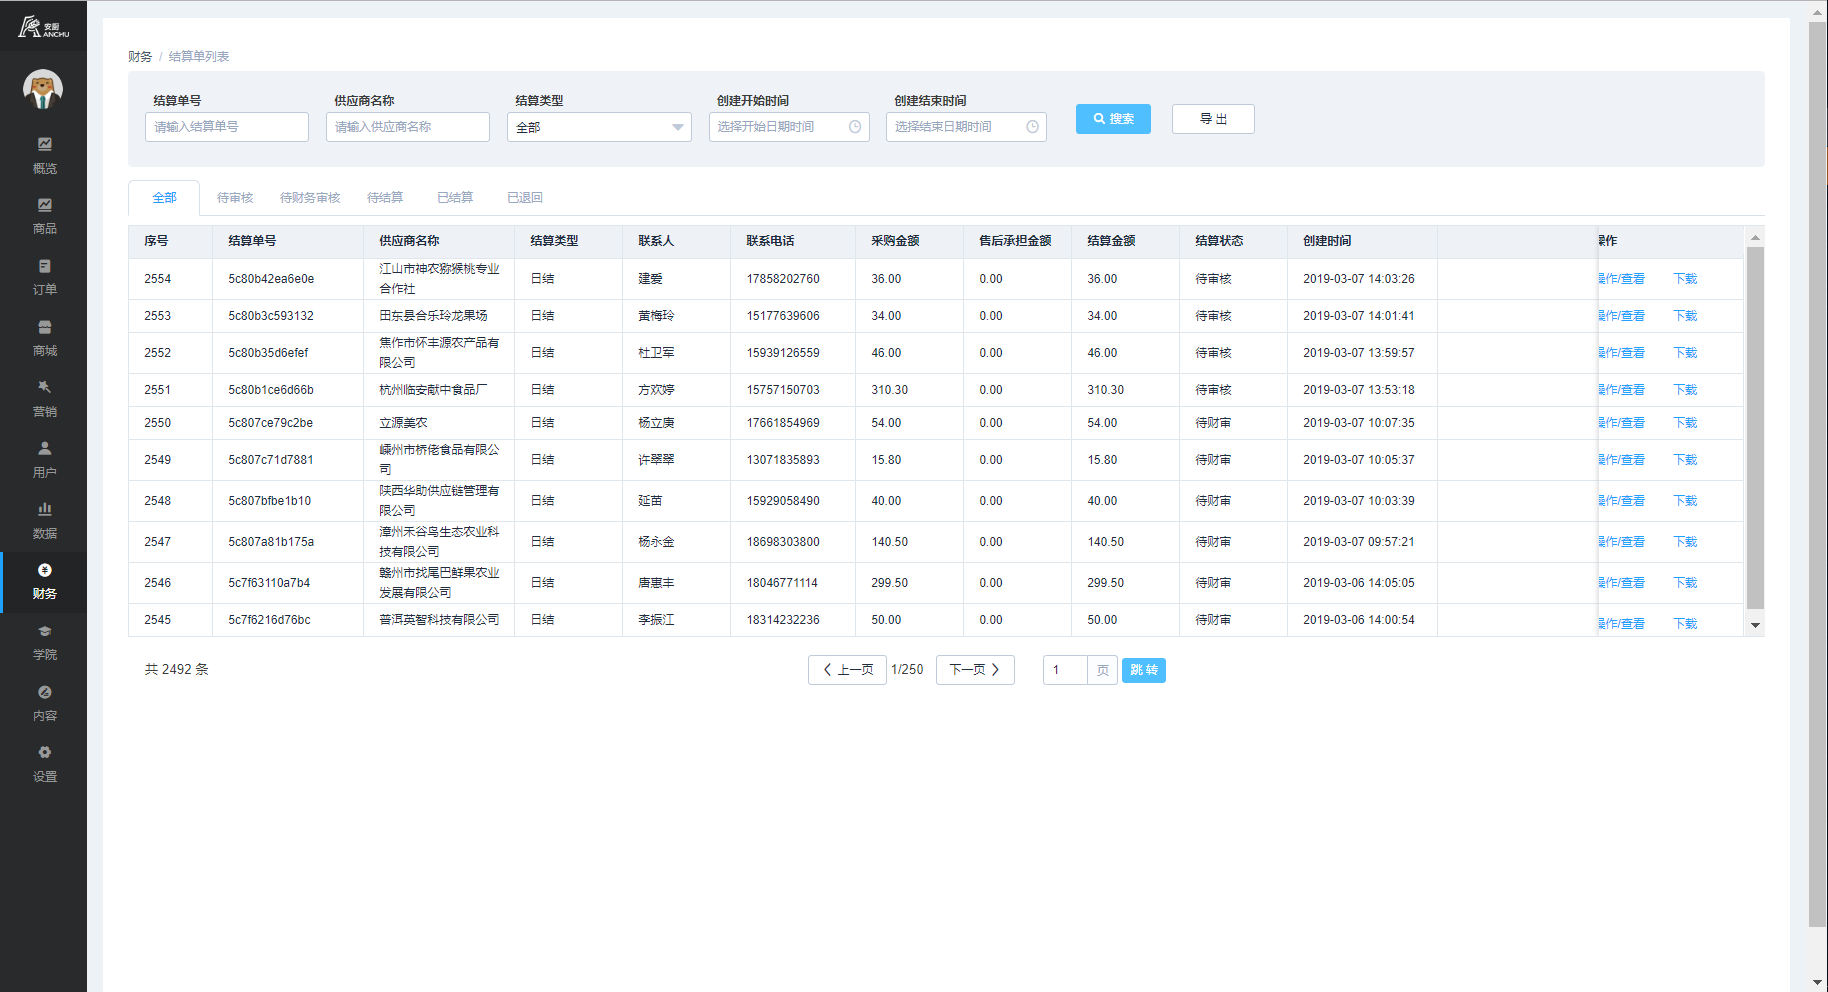 安厨
ANCHU
概览
商品
订单
商城
营销
用户
数据
财务
学院
内容
设置
财务 / 结算单列表
结算单号 供应商名称 结算类型 创建开始时间 创建结束时间
请输入结算单号 请输入供应商名称 全部 选择开始日期时间 选择结束日期时间 搜索 导 出
全部 待审核 待财务审核 待结算 已结算 已退回
序号 结算单号 供应商名称 结算类型 联系人 联系电话 采购金额 售后承担金额 结算金额 结算状态 创建时间 操作
2554 5c80b42ea6e0e 江山市神农猕猴桃专业合作社 日结 建爱 17858202760 36.00 0.00 36.00 待审核 2019-03-07 14:03:26 操作/查看 下载
2553 5c80b3c593132 田东县合乐玲龙果场 日结 黄梅玲 15177639606 34.00 0.00 34.00 待审核 2019-03-07 14:01:41 操作/查看 下载
2552 5c80b35d6efef 焦作市怀丰源农产品有限公司 日结 杜卫军 15939126559 46.00 0.00 46.00 待审核 2019-03-07 13:59:57 操作/查看 下载
2551 5c80b1ce6d66b 杭州临安献中食品厂 日结 方欢婷 15757150703 310.30 0.00 310.30 待审核 2019-03-07 13:53:18 操作/查看 下载
2550 5c807ce79c2be 立源美农 日结 杨立庚 17661854969 54.00 0.00 54.00 待财审 2019-03-07 10:07:35 操作/查看 下载
2549 5c807c71d7881 嵊州市桥佬食品有限公司 日结 许翠翠 13071835893 15.80 0.00 15.80 待财审 2019-03-07 10:05:37 操作/查看 下载
2548 5c807bfbe1b10 陕西华助供应链管理有限公司 日结 延苗 15929058490 40.00 0.00 40.00 待财审 2019-03-07 10:03:39 操作/查看 下载
2547 5c807a81b175a 漳州禾谷鸟生态农业科技有限公司 日结 杨永金 18698303800 140.50 0.00 140.50 待财审 2019-03-07 09:57:21 操作/查看 下载
2546 5c7f63110a7b4 赣州市找尾巴鲜果农业发展有限公司 日结 唐惠丰 18046771114 299.50 0.00 299.50 待财审 2019-03-06 14:05:05 操作/查看 下载
2545 5c7f6216d76bc 普洱英智科技有限公司 日结 李振江 18314232236 50.00 0.00 50.00 待财审 2019-03-06 14:00:54 操作/查看 下载
共 2492 条 上一页 1/250 下一页 1 页 跳 转